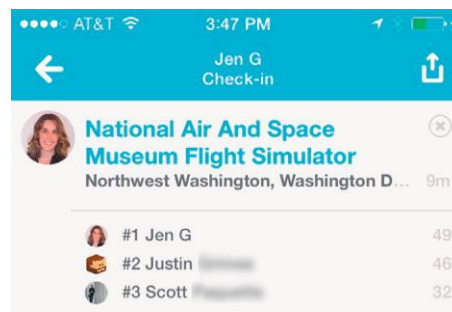 AT&T 3:47 PM
Jen G
Check-in
National Air And Space
Museum Flight Simulator
Northwest Washington, Washington D... 9m
#1 Jen G 49
#2 Justin 46
#3 Scott 32